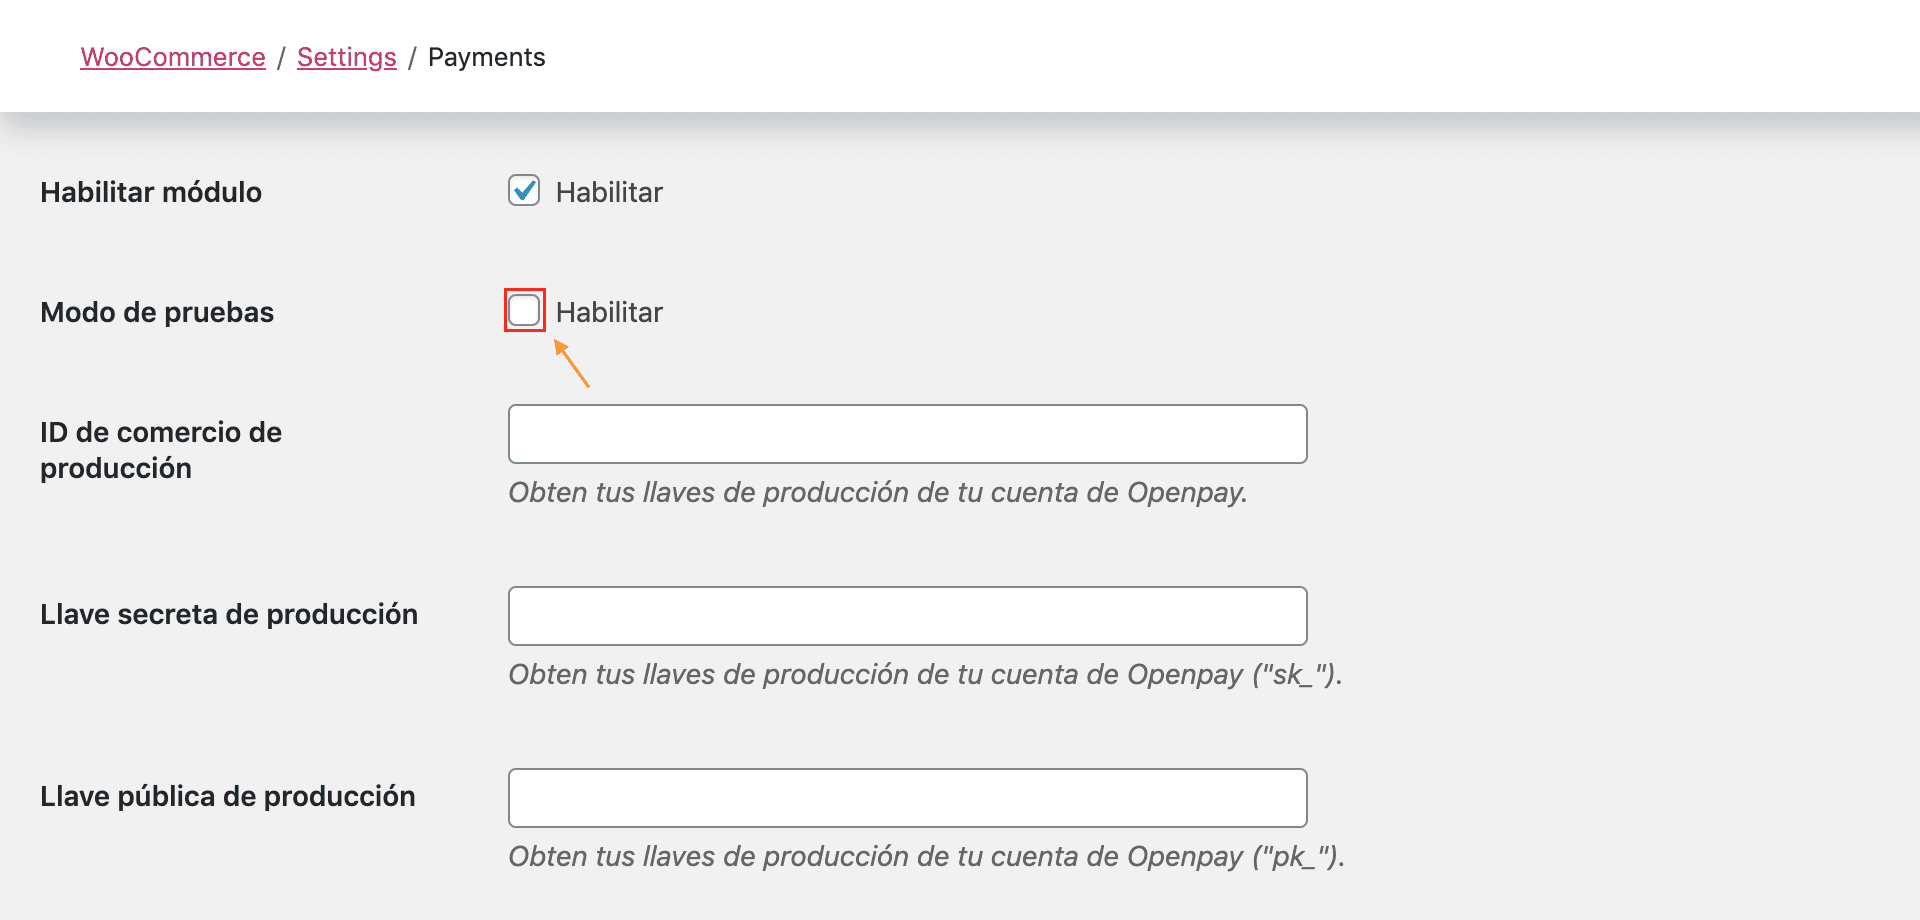 WooCommerce / Settings / Payments
Habilitar módulo
Habilitar
Modo de pruebas
Habilitar
ID de comercio de
producción
Obten tus llaves de producción de tu cuenta de Openpay.
Llave secreta de producción
Obten tus llaves de producción de tu cuenta de Openpay ("sk_").
Llave pública de producción
Obten tus llaves de producción de tu cuenta de Openpay ("pk_").